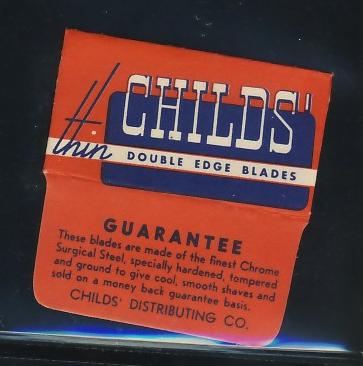 CHILDS'
thin
DOUBLE EDGE BLADES
GUARANTEE
These blades are made of the finest Chrome
Surgical Steel, specially hardened, tempered
and ground to give cool, smooth shaves and
sold on a money back guarantee basis.
CHILDS' DISTRIBUTING CO.